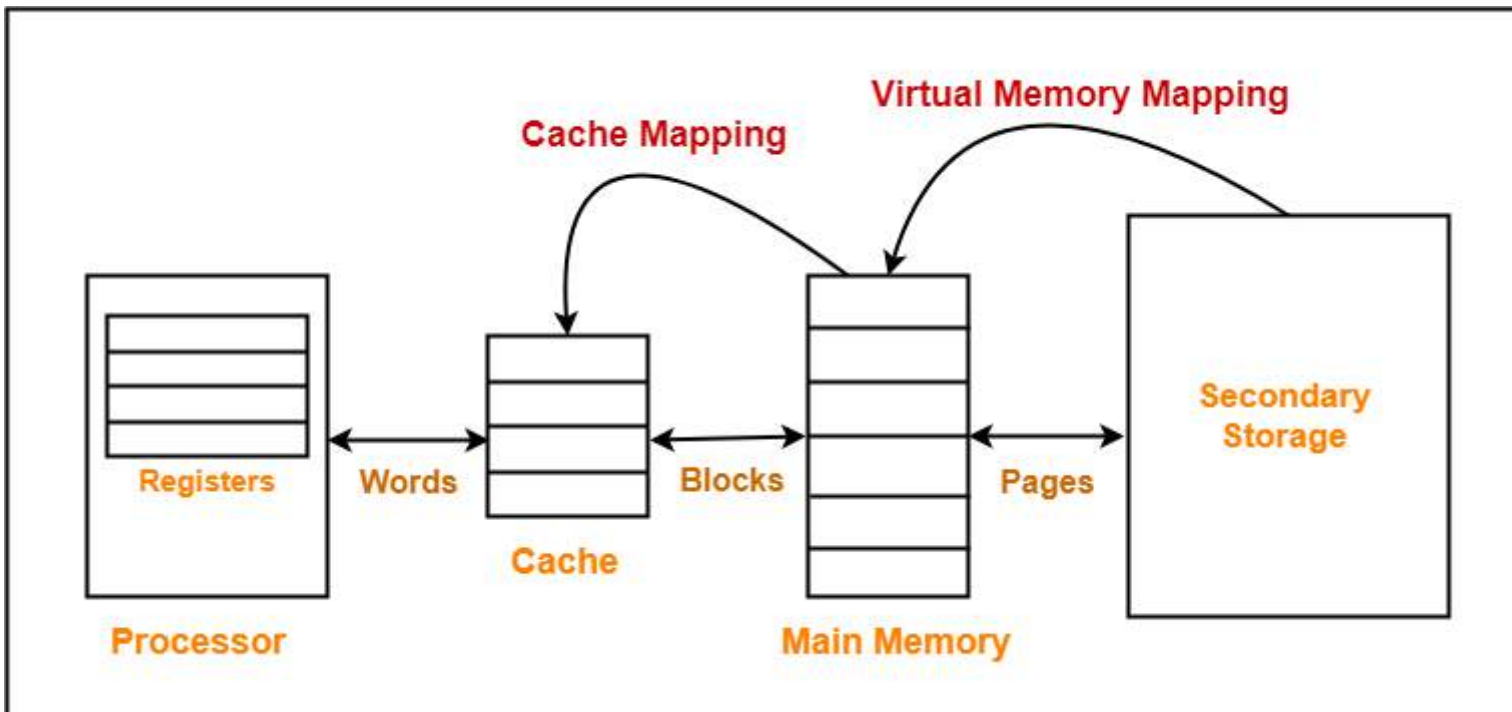 Virtual Memory Mapping
Cache Mapping
Secondary
Storage
Registers
Words
Blocks
Pages
Cache
Processor
Main Memory